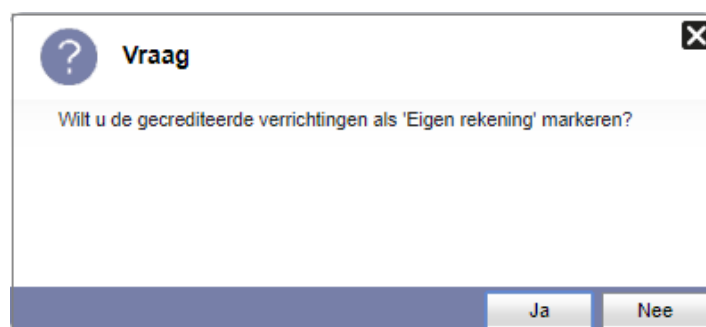 ?
Vraag
Wilt u de gecrediteerde verrichtingen als 'Eigen rekening' markeren?
Ja
Nee